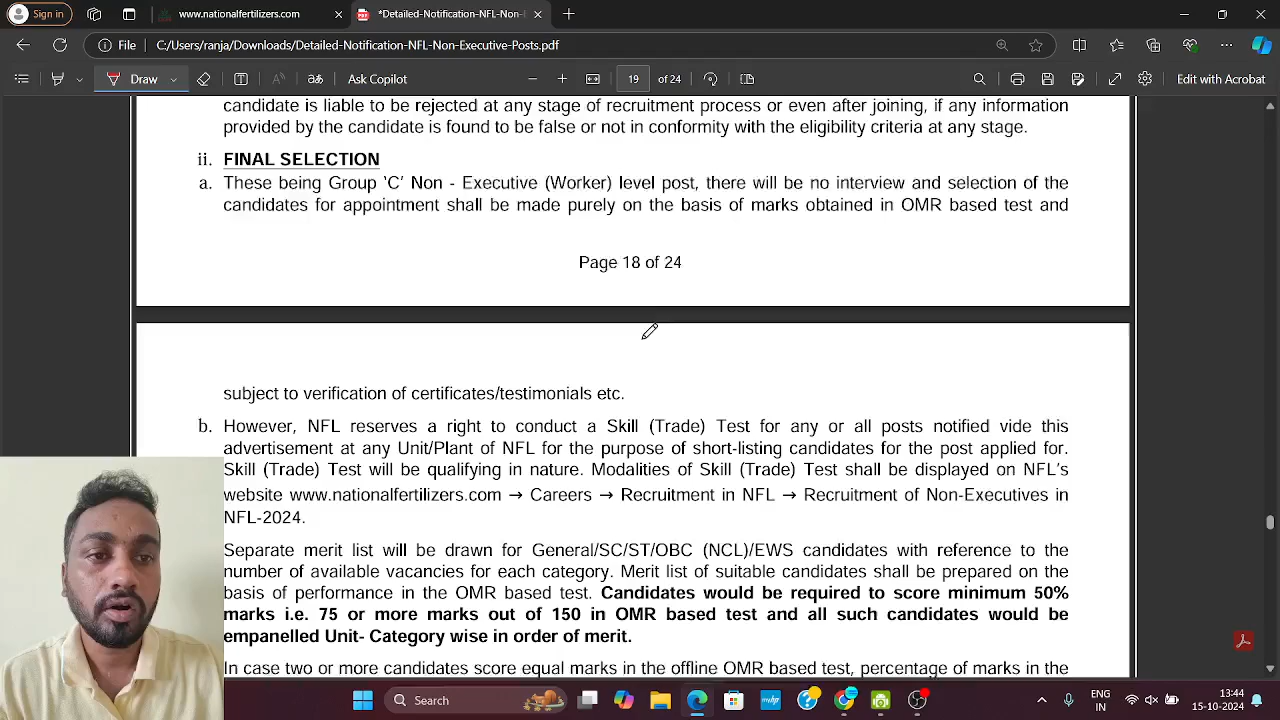 Sign in
www.nationalfertilizers.com
*Detailed-Notification-NFL-Non-E
File
C:/Users/ranja/Downloads/Detailed-Notification-NFL-Non-Executive-Posts.pdf
Draw
Ask Copilot
19 of 24
Edit with Acrobat
candidate is liable to be rejected at any stage of recruitment process or even after joining, if any information
provided by the candidate is found to be false or not in conformity with the eligibility criteria at any stage.
ii. FINAL SELECTION
a. These being Group 'C' Non - Executive (Worker) level post, there will be no interview and selection of the
candidates for appointment shall be made purely on the basis of marks obtained in OMR based test and
Page 18 of 24
subject to verification of certificates/testimonials etc.
b. However, NFL reserves a right to conduct a Skill (Trade) Test for any or all posts notified vide this
advertisement at any Unit/Plant of NFL for the purpose of short-listing candidates for the post applied for.
Skill (Trade) Test will be qualifying in nature. Modalities of Skill (Trade) Test shall be displayed on NFL's
website www.nationalfertilizers.com → Careers → Recruitment in NFL → Recruitment of Non-Executives in
NFL-2024.
Separate merit list will be drawn for General/SC/ST/OBC (NCL)/EWS candidates with reference to the
number of available vacancies for each category. Merit list of suitable candidates shall be prepared on the
basis of performance in the OMR based test. Candidates would be required to score minimum 50%
marks i.e. 75 or more marks out of 150 in OMR based test and all such candidates would be
empanelled Unit- Category wise in order of merit.
In case two or more candidates score equal marks in the offline OMR based test, percentage of marks in the
Search
ENG
IN
13:44
15-10-2024